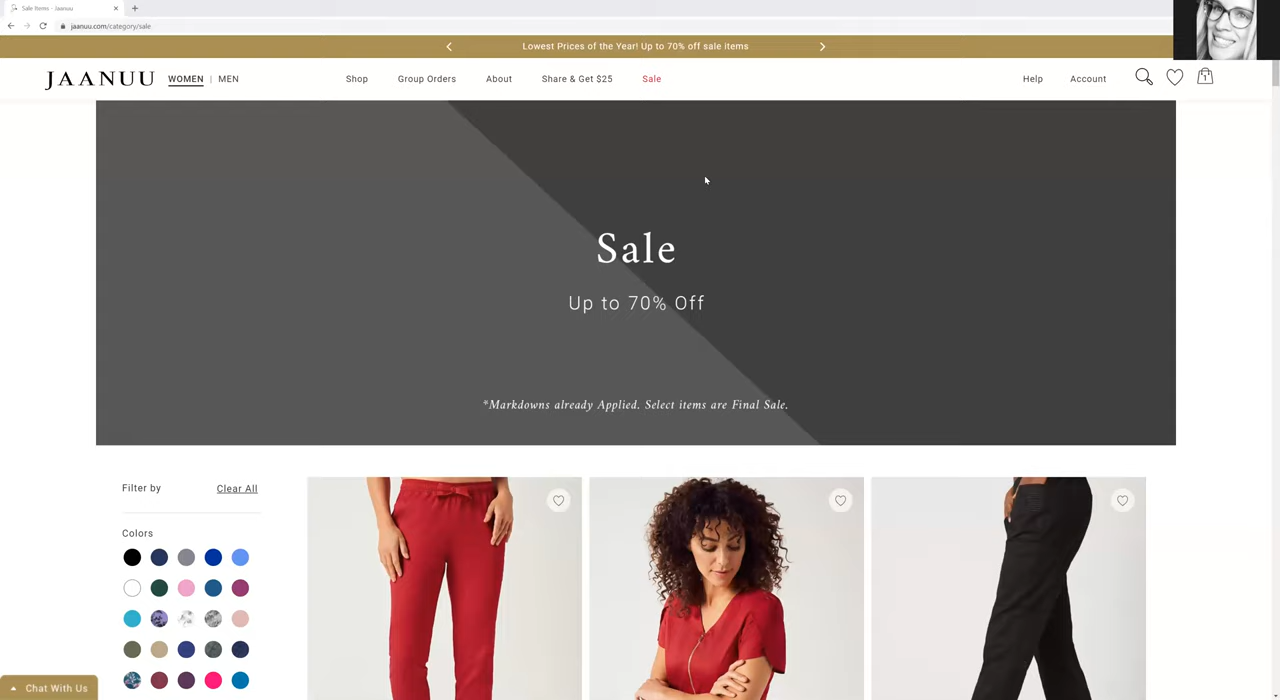 Sale Items - Jaanuu
jaanuu.com/category/sale
Lowest Prices of the Year! Up to 70% off sale items
JAANUU WOMEN | MEN Shop Group Orders About Share & Get $25 Sale Help Account 1
Sale
Up to 70% Off
*Markdowns already Applied. Select items are Final Sale.
Filter by Clear All
Colors
Chat With Us